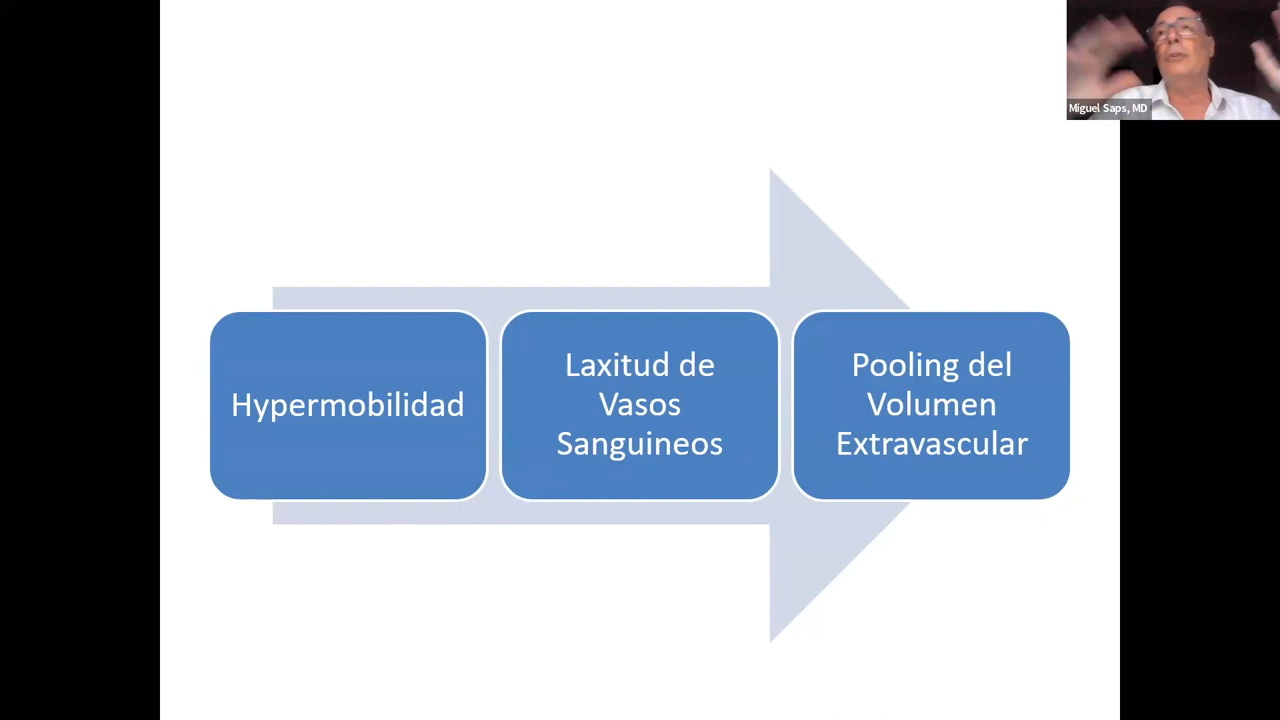 Miguel Saps, MD
Hypermobilidad
Laxitud de
Vasos
Sanguineos
Pooling del
Volumen
Extravascular